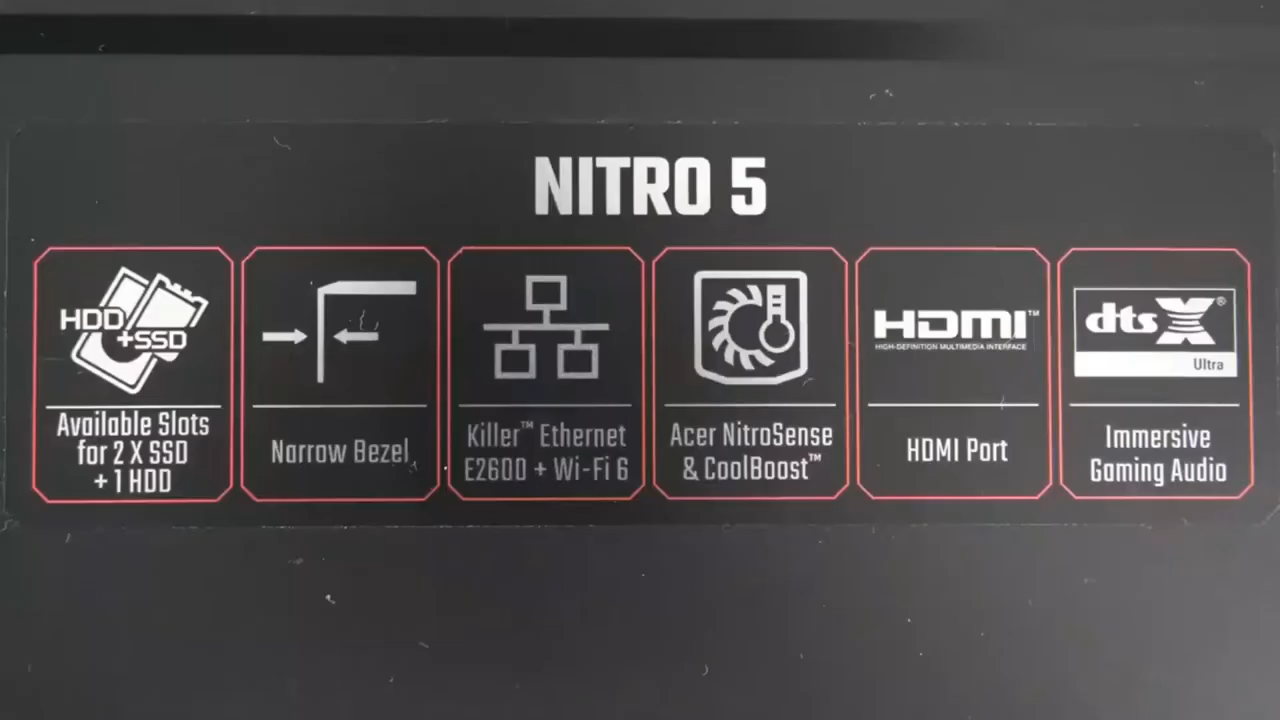 NITRO 5
HDD
+SSD
Available Slots
for 2 X SSD
+ 1 HDD
Narrow Bezel
Killer™ Ethernet
E2600 + Wi-Fi 6
Acer NitroSense
& CoolBoost™
HDMI™
HIGH-DEFINITION MULTIMEDIA INTERFACE
HDMI Port
dts X®
Ultra
Immersive
Gaming Audio